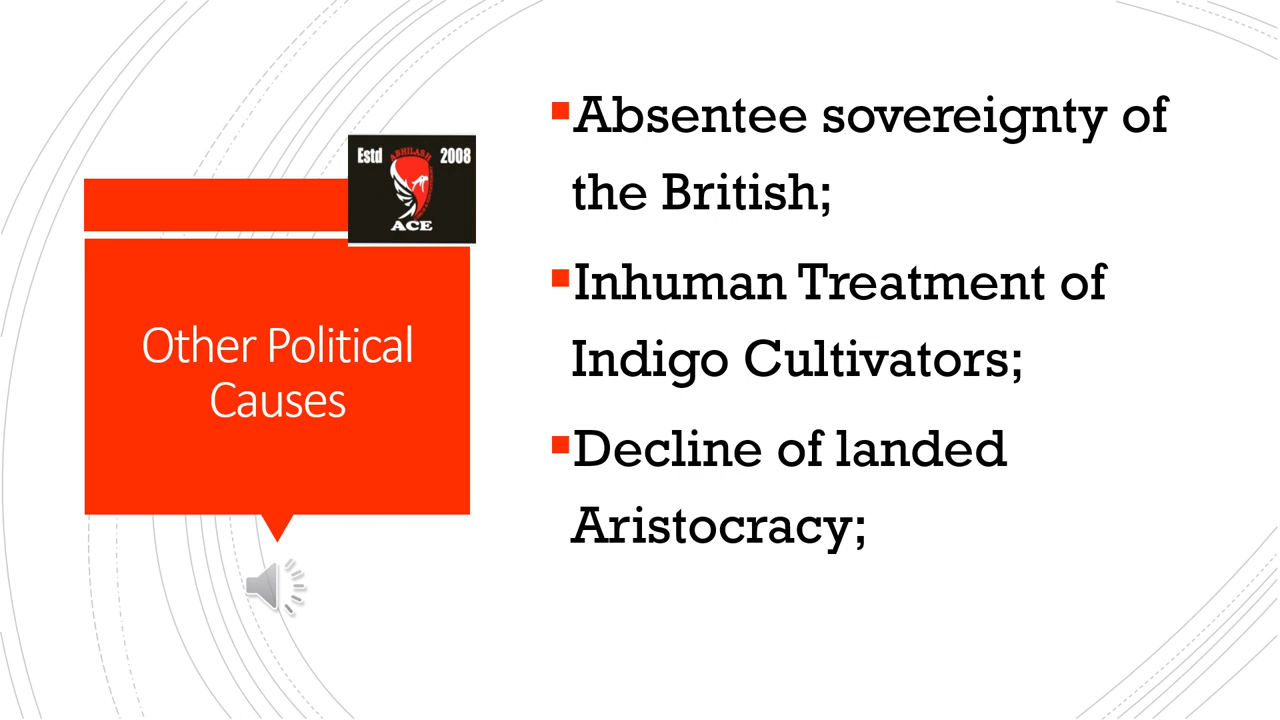 Estd 2008
ABHILASH
ACE
Other Political
Causes
▪Absentee sovereignty of
the British;
▪Inhuman Treatment of
Indigo Cultivators;
▪Decline of landed
Aristocracy;